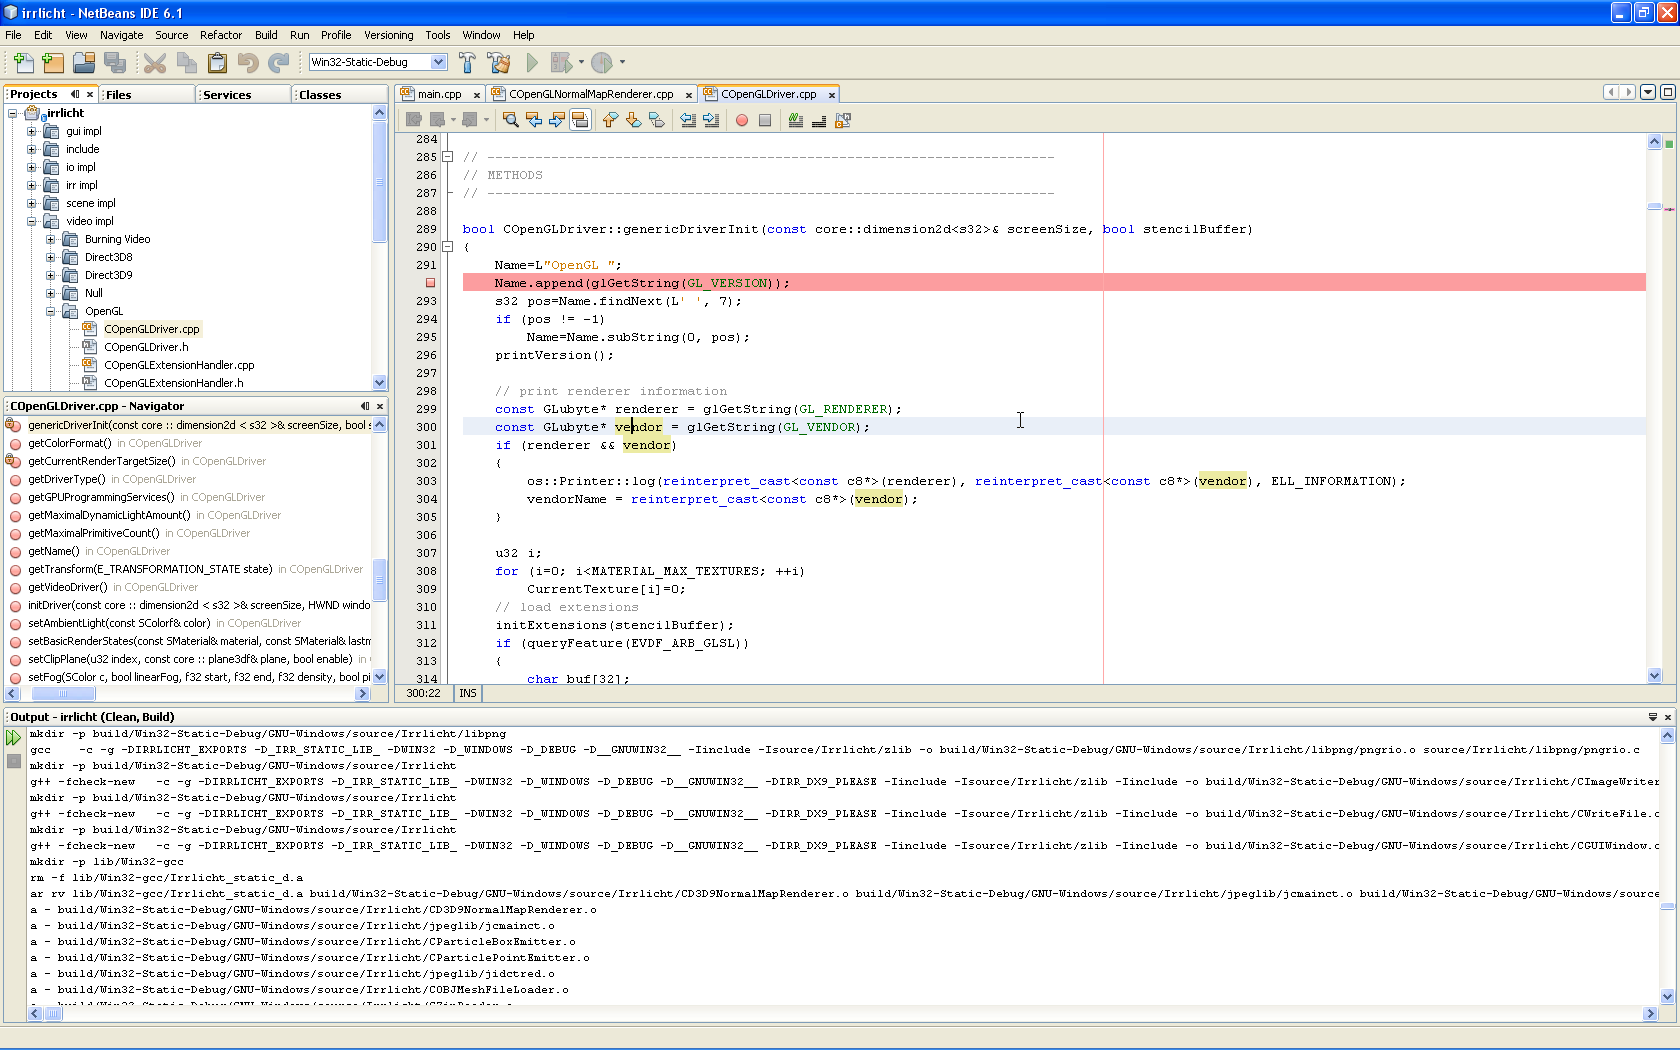 irrlicht - NetBeans IDE 6.1
File Edit View Navigate Source Refactor Build Run Profile Versioning Tools Window Help
Win32-Static-Debug
Projects Files Services Classes
irrlicht
gui impl
include
io impl
irr impl
scene impl
video impl
Burning Video
Direct3D8
Direct3D9
Null
OpenGL
COpenGLDriver.cpp
COpenGLDriver.h
COpenGLExtensionHandler.cpp
COpenGLExtensionHandler.h
COpenGLDriver.cpp - Navigator
genericDriverInit(const core :: dimension2d < s32 >& screenSize, bool s
getColorFormat() in COpenGLDriver
getCurrentRenderTargetSize() in COpenGLDriver
getDriverType() in COpenGLDriver
getGPUProgrammingServices() in COpenGLDriver
getMaximalDynamicLightAmount() in COpenGLDriver
getMaximalPrimitiveCount() in COpenGLDriver
getName() in COpenGLDriver
getTransform(E_TRANSFORMATION_STATE state) in COpenGLDriver
getVideoDriver() in COpenGLDriver
initDriver(const core :: dimension2d < s32 >& screenSize, HWND windo
setAmbientLight(const SColorf& color) in COpenGLDriver
setBasicRenderStates(const SMaterial& material, const SMaterial& lastm
setClipPlane(u32 index, const core :: plane3df& plane, bool enable) in
setFog(SColor c, bool linearFog, f32 start, f32 end, f32 density, bool pi
main.cpp COpenGLNormalMapRenderer.cpp COpenGLDriver.cpp
284
285 // -----------------------------------------------------------------------
286 // METHODS
287 // -----------------------------------------------------------------------
288
289 bool COpenGLDriver::genericDriverInit(const core::dimension2d<s32>& screenSize, bool stencilBuffer)
290 {
291 Name=L"OpenGL ";
Name.append(glGetString(GL_VERSION));
293 s32 pos=Name.findNext(L' ', 7);
294 if (pos != -1)
295 Name=Name.subString(0, pos);
296 printVersion();
297
298 // print renderer information
299 const GLubyte* renderer = glGetString(GL_RENDERER);
300 const GLubyte* vendor = glGetString(GL_VENDOR);
301 if (renderer && vendor)
302 {
303 os::Printer::log(reinterpret_cast<const c8*>(renderer), reinterpret_cast<const c8*>(vendor), ELL_INFORMATION);
304 vendorName = reinterpret_cast<const c8*>(vendor);
305 }
306
307 u32 i;
308 for (i=0; i<MATERIAL_MAX_TEXTURES; ++i)
309 CurrentTexture[i]=0;
310 // load extensions
311 initExtensions(stencilBuffer);
312 if (queryFeature(EVDF_ARB_GLSL))
313 {
314 char buf[32];
300:22 INS
Output - irrlicht (Clean, Build)
mkdir -p build/Win32-Static-Debug/GNU-Windows/source/Irrlicht/libpng
gcc -c -g -DIRRLICHT_EXPORTS -D_IRR_STATIC_LIB_ -DWIN32 -D_WINDOWS -D_DEBUG -D__GNUWIN32__ -Iinclude -Isource/Irrlicht/zlib -o build/Win32-Static-Debug/GNU-Windows/source/Irrlicht/libpng/pngrio.o source/Irrlicht/libpng/pngrio.c
mkdir -p build/Win32-Static-Debug/GNU-Windows/source/Irrlicht
g++ -fcheck-new -c -g -DIRRLICHT_EXPORTS -D_IRR_STATIC_LIB_ -DWIN32 -D_WINDOWS -D_DEBUG -D__GNUWIN32__ -DIRR_DX9_PLEASE -Iinclude -Isource/Irrlicht/zlib -Iinclude -o build/Win32-Static-Debug/GNU-Windows/source/Irrlicht/CImageWriter
mkdir -p build/Win32-Static-Debug/GNU-Windows/source/Irrlicht
g++ -fcheck-new -c -g -DIRRLICHT_EXPORTS -D_IRR_STATIC_LIB_ -DWIN32 -D_WINDOWS -D_DEBUG -D__GNUWIN32__ -DIRR_DX9_PLEASE -Iinclude -Isource/Irrlicht/zlib -Iinclude -o build/Win32-Static-Debug/GNU-Windows/source/Irrlicht/CWriteFile.o
mkdir -p build/Win32-Static-Debug/GNU-Windows/source/Irrlicht
g++ -fcheck-new -c -g -DIRRLICHT_EXPORTS -D_IRR_STATIC_LIB_ -DWIN32 -D_WINDOWS -D_DEBUG -D__GNUWIN32__ -DIRR_DX9_PLEASE -Iinclude -Isource/Irrlicht/zlib -Iinclude -o build/Win32-Static-Debug/GNU-Windows/source/Irrlicht/CGUIWindow.o
mkdir -p lib/Win32-gcc
rm -f lib/Win32-gcc/Irrlicht_static_d.a
ar rv lib/Win32-gcc/Irrlicht_static_d.a build/Win32-Static-Debug/GNU-Windows/source/Irrlicht/CD3D9NormalMapRenderer.o build/Win32-Static-Debug/GNU-Windows/source/Irrlicht/jpeglib/jcmainct.o build/Win32-Static-Debug/GNU-Windows/source
a - build/Win32-Static-Debug/GNU-Windows/source/Irrlicht/CD3D9NormalMapRenderer.o
a - build/Win32-Static-Debug/GNU-Windows/source/Irrlicht/jpeglib/jcmainct.o
a - build/Win32-Static-Debug/GNU-Windows/source/Irrlicht/CParticleBoxEmitter.o
a - build/Win32-Static-Debug/GNU-Windows/source/Irrlicht/CParticlePointEmitter.o
a - build/Win32-Static-Debug/GNU-Windows/source/Irrlicht/jpeglib/jidctred.o
a - build/Win32-Static-Debug/GNU-Windows/source/Irrlicht/COBJMeshFileLoader.o